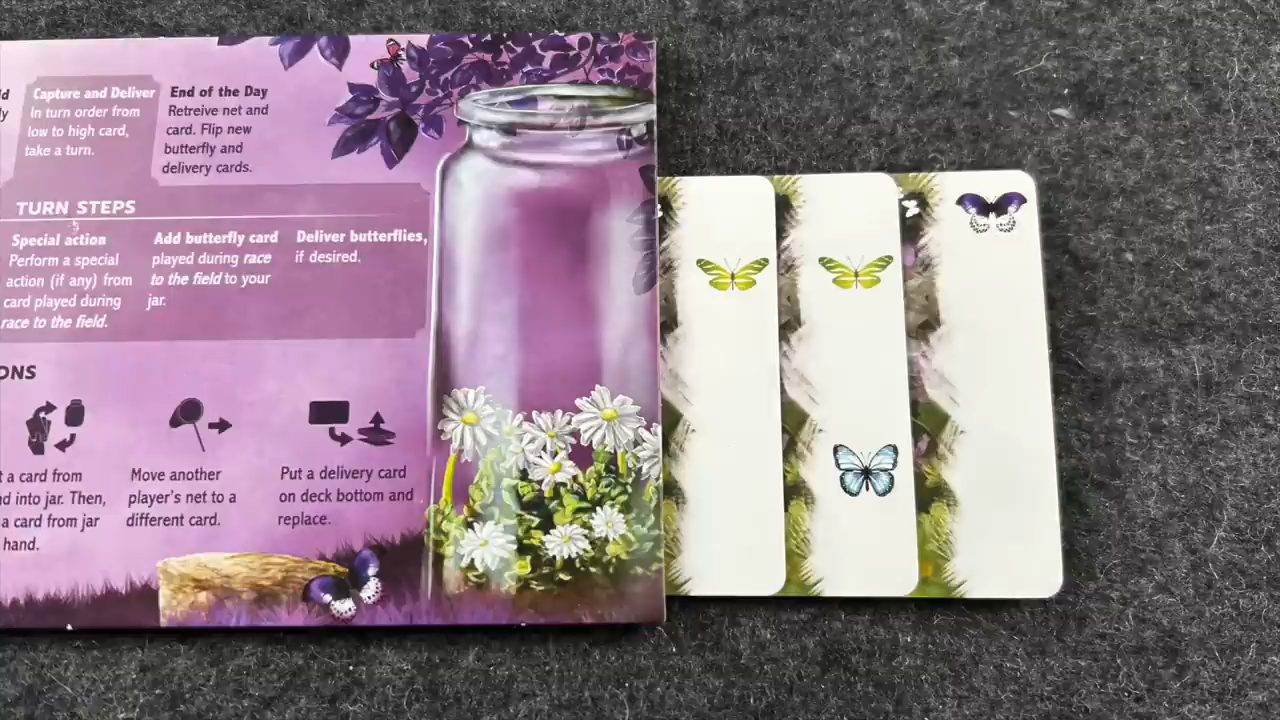 Capture and Deliver
In turn order from
low to high card,
take a turn.
End of the Day
Retreive net and
card. Flip new
butterfly and
delivery cards.
TURN STEPS
Special action
Perform a special
action (if any) from
card played during
race to the field.
Add butterfly card
played during race
to the field to your
jar.
Deliver butterflies,
if desired.
ONS
t a card from
nd into jar. Then,
a card from jar
hand.
Move another
player's net to a
different card.
Put a delivery card
on deck bottom and
replace.